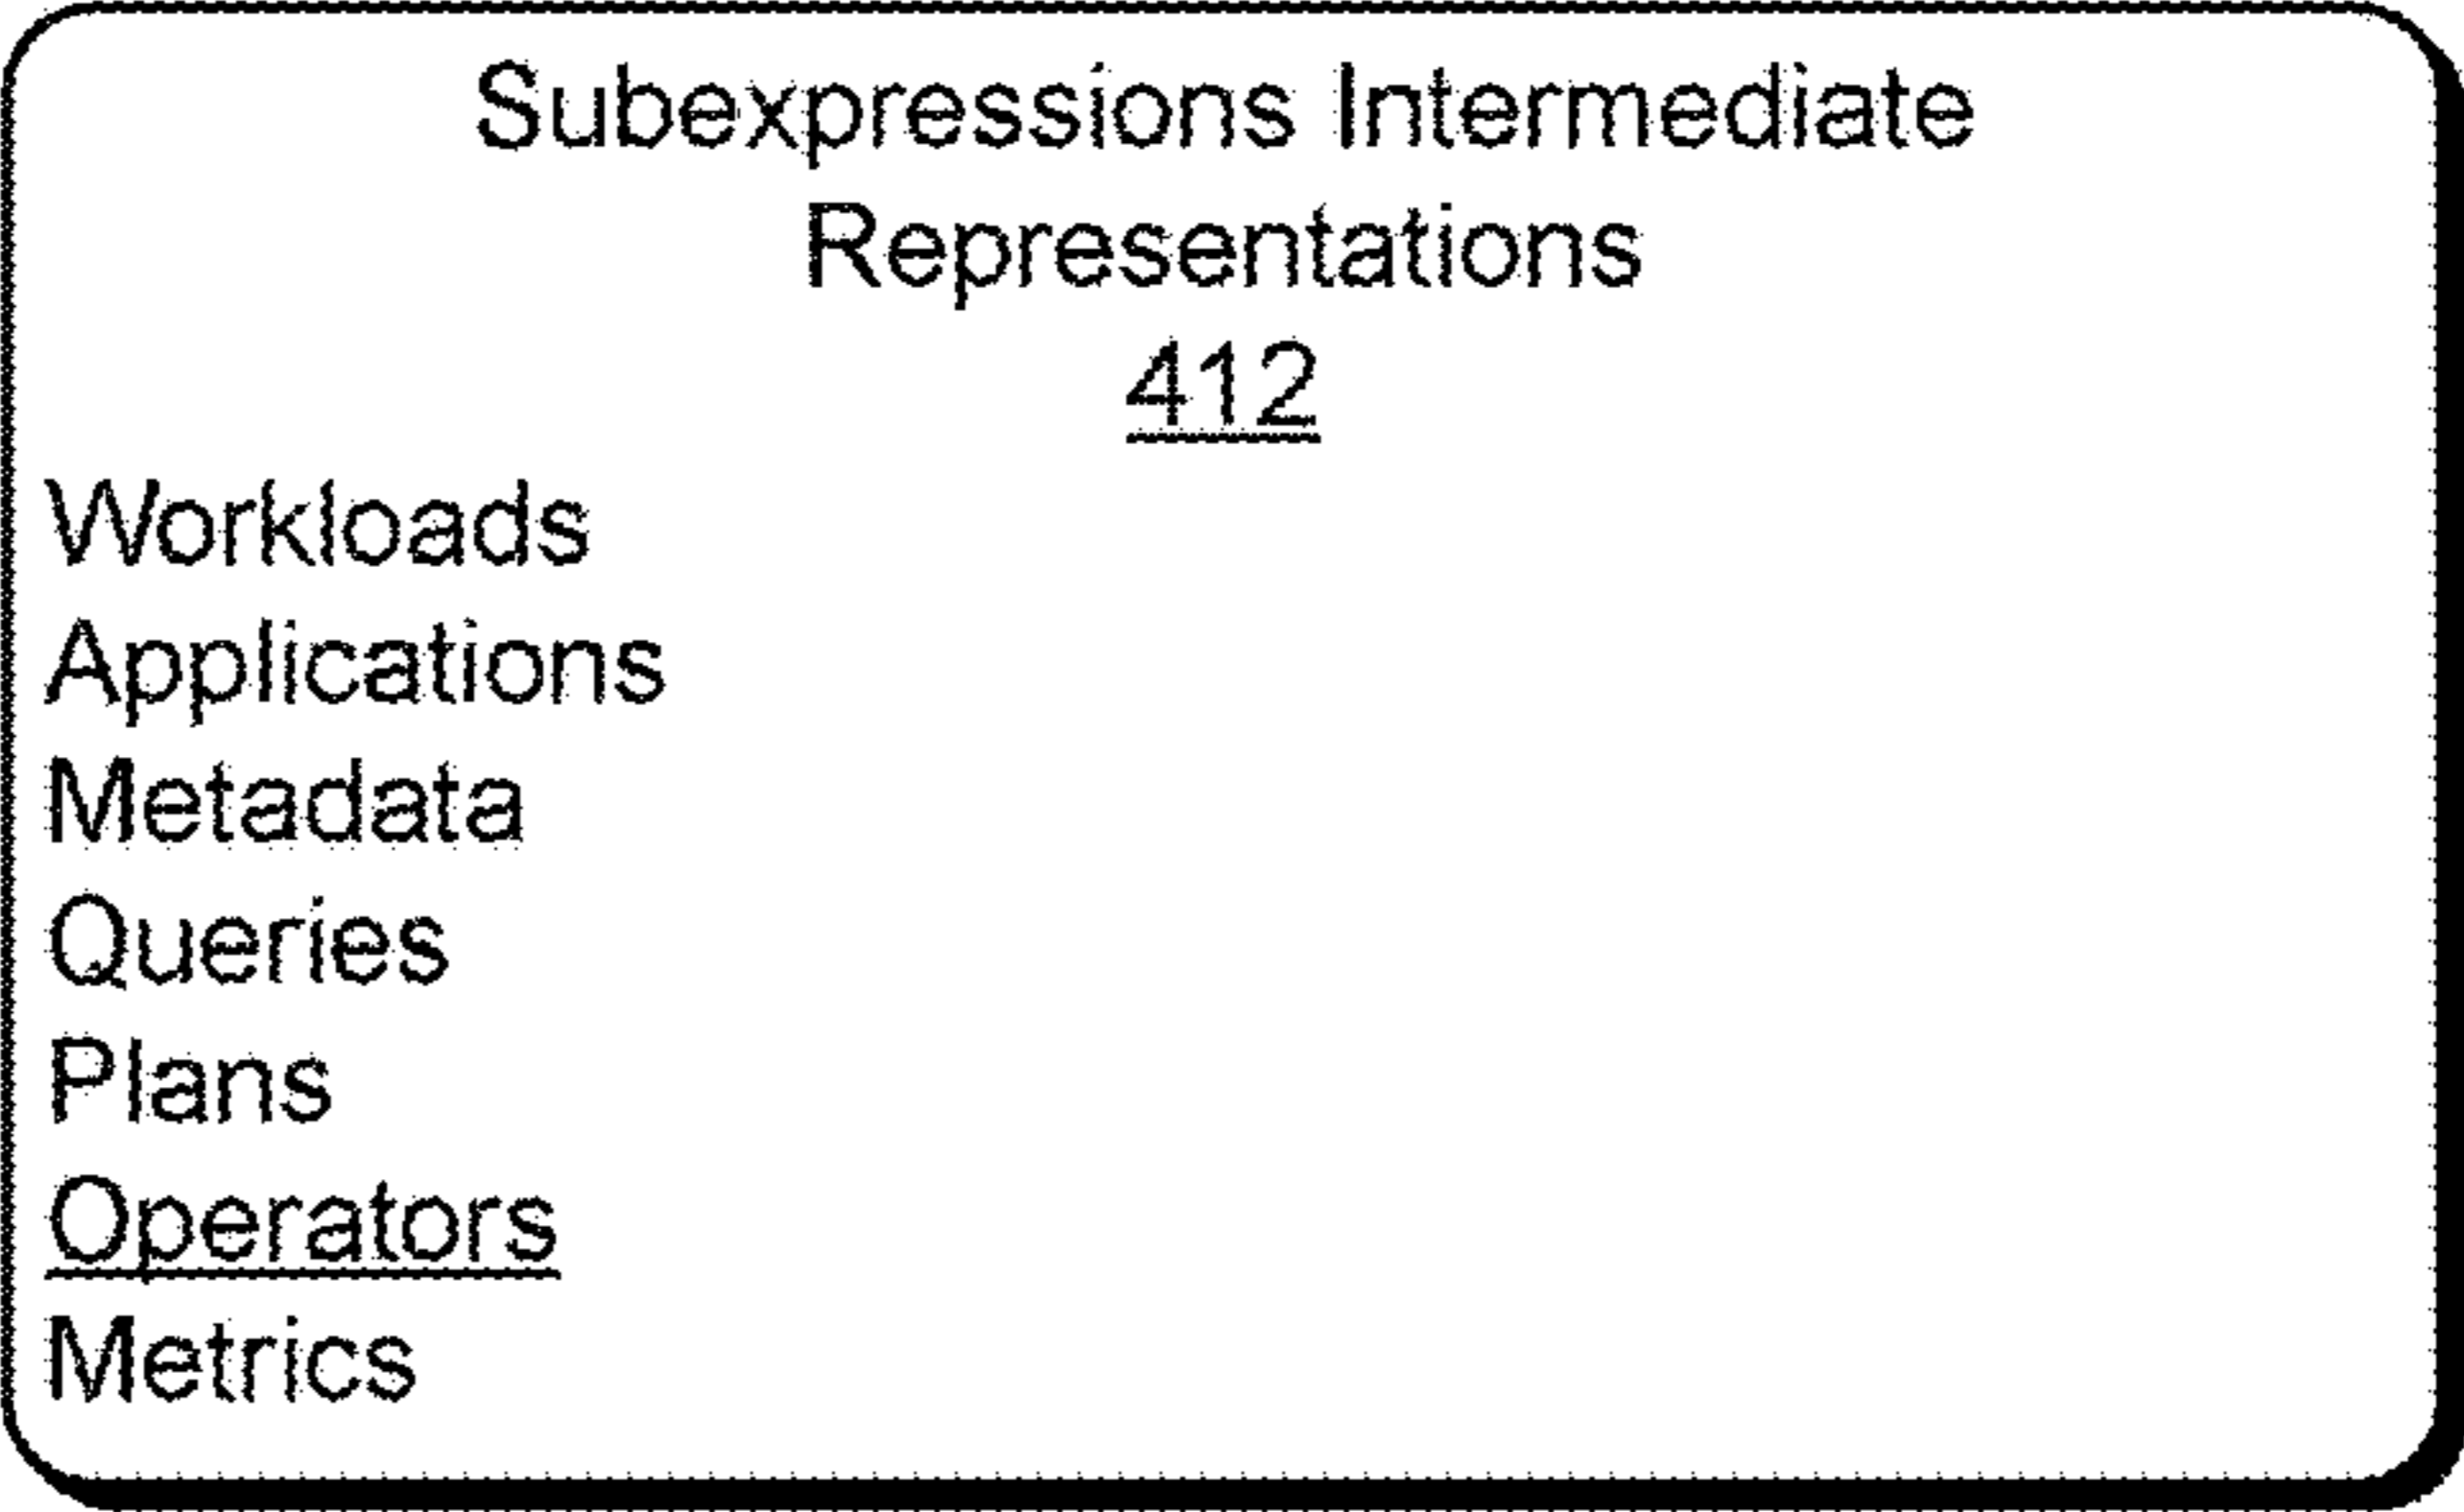 Subexpressions Intermediate
Representations
412
Workloads
Applications
Metadata
Queries
Plans
Operators
Metrics